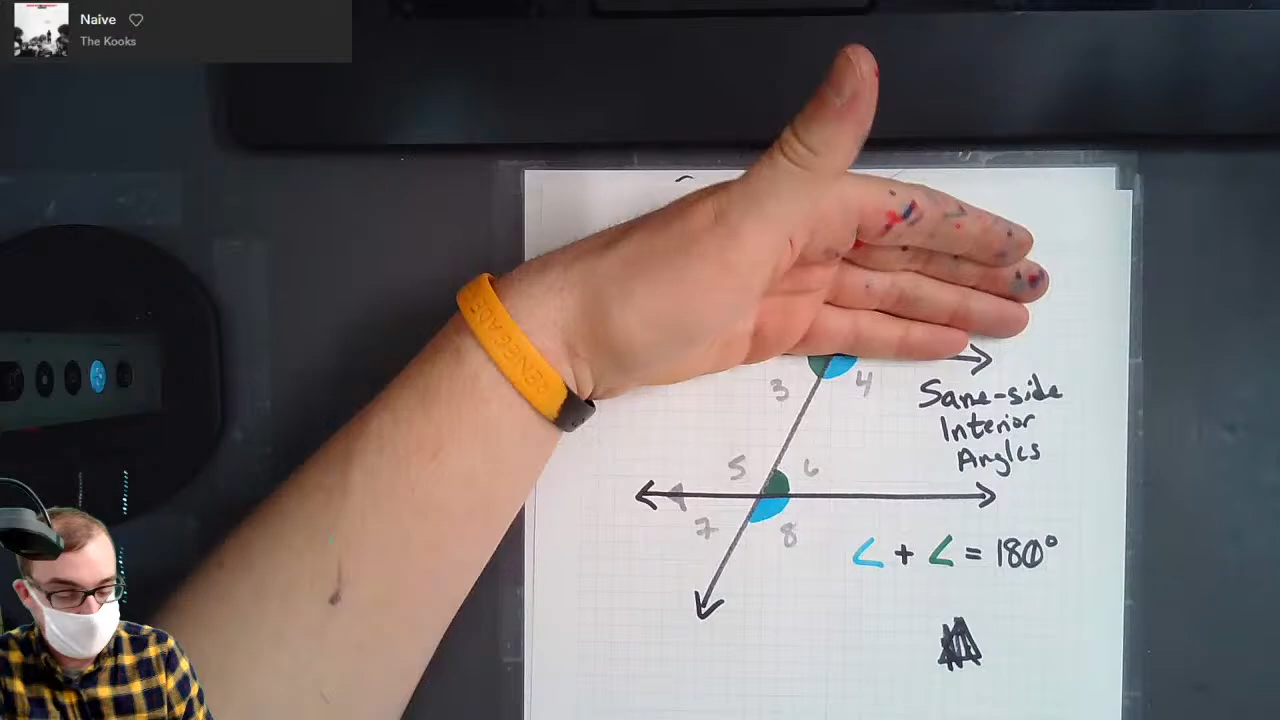 Naive
The Kooks
RENEGADE
3
4
Same-side
Interior
Angles
5
6
7
8
∠ + ∠ = 180°